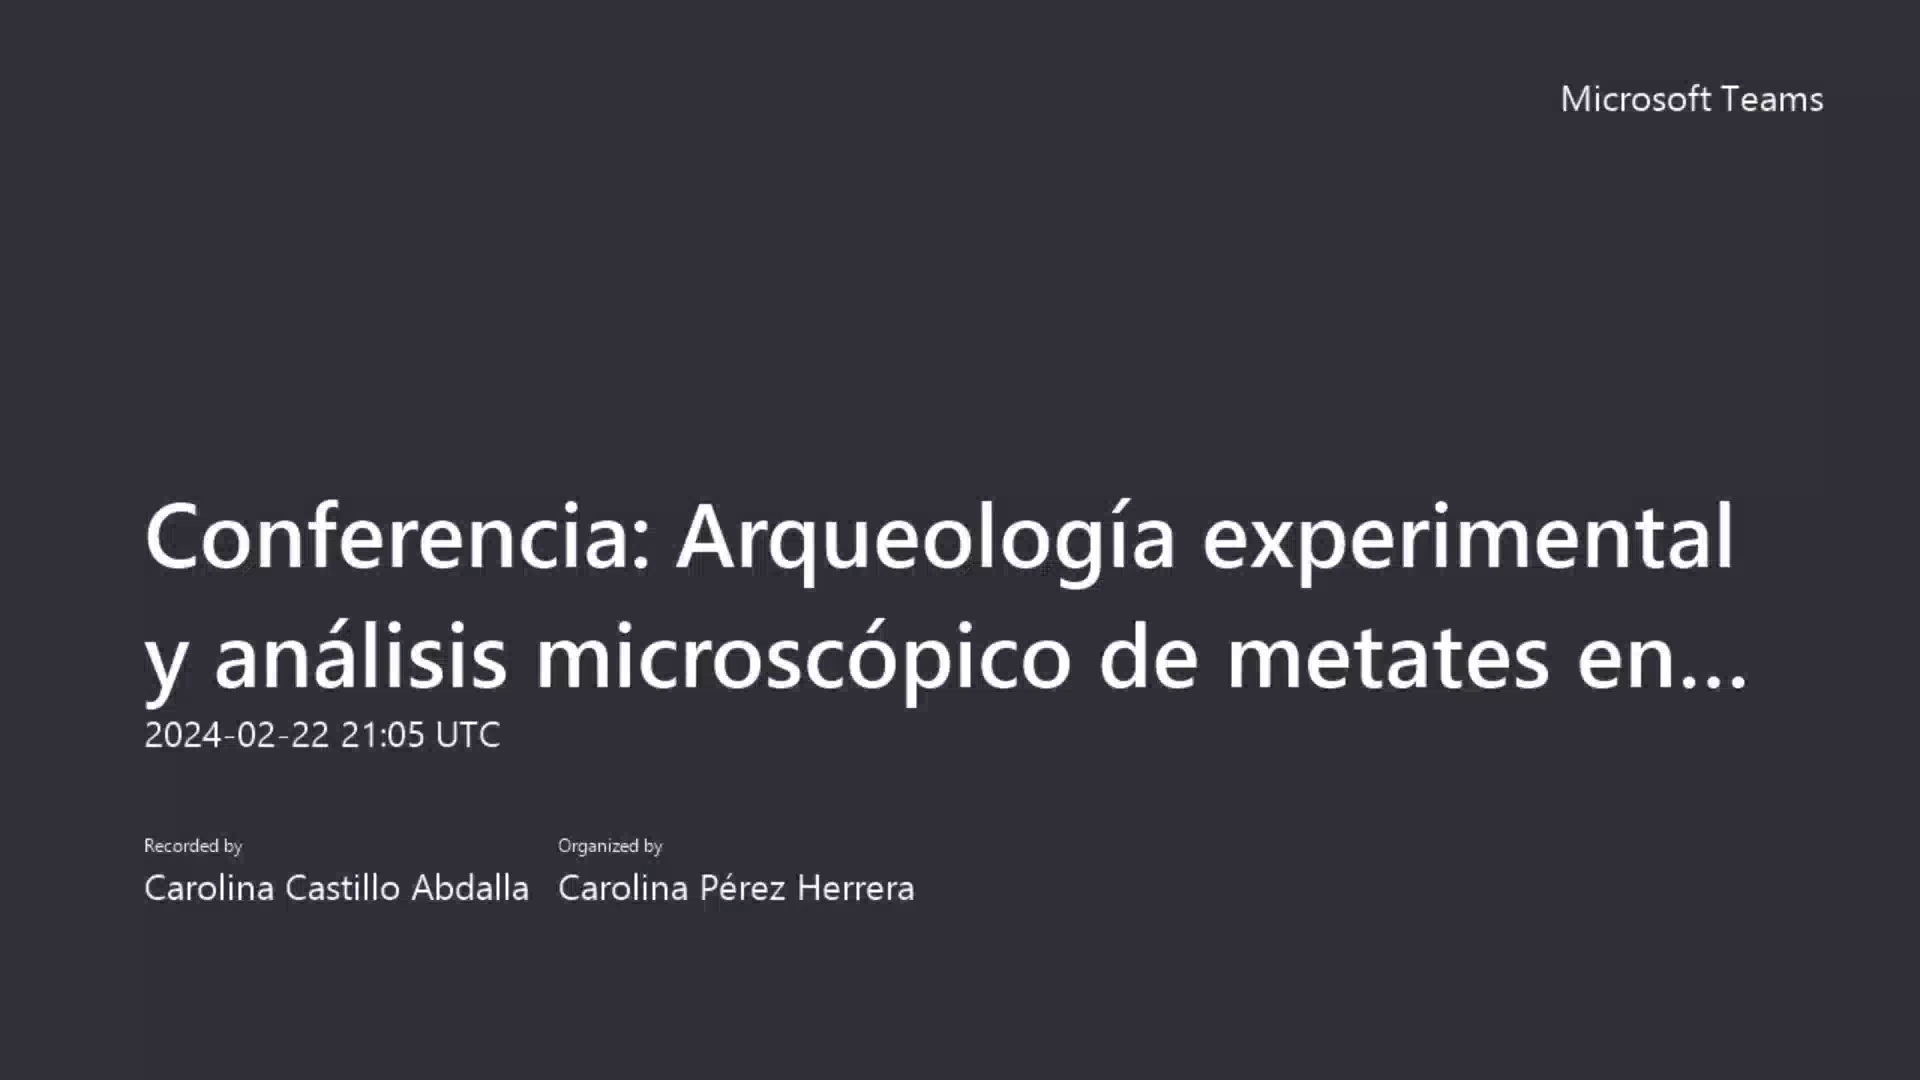 Microsoft Teams
Conferencia: Arqueología experimental
y análisis microscópico de metates en...
2024-02-22 21:05 UTC
Recorded by
Carolina Castillo Abdalla
Organized by
Carolina Pérez Herrera